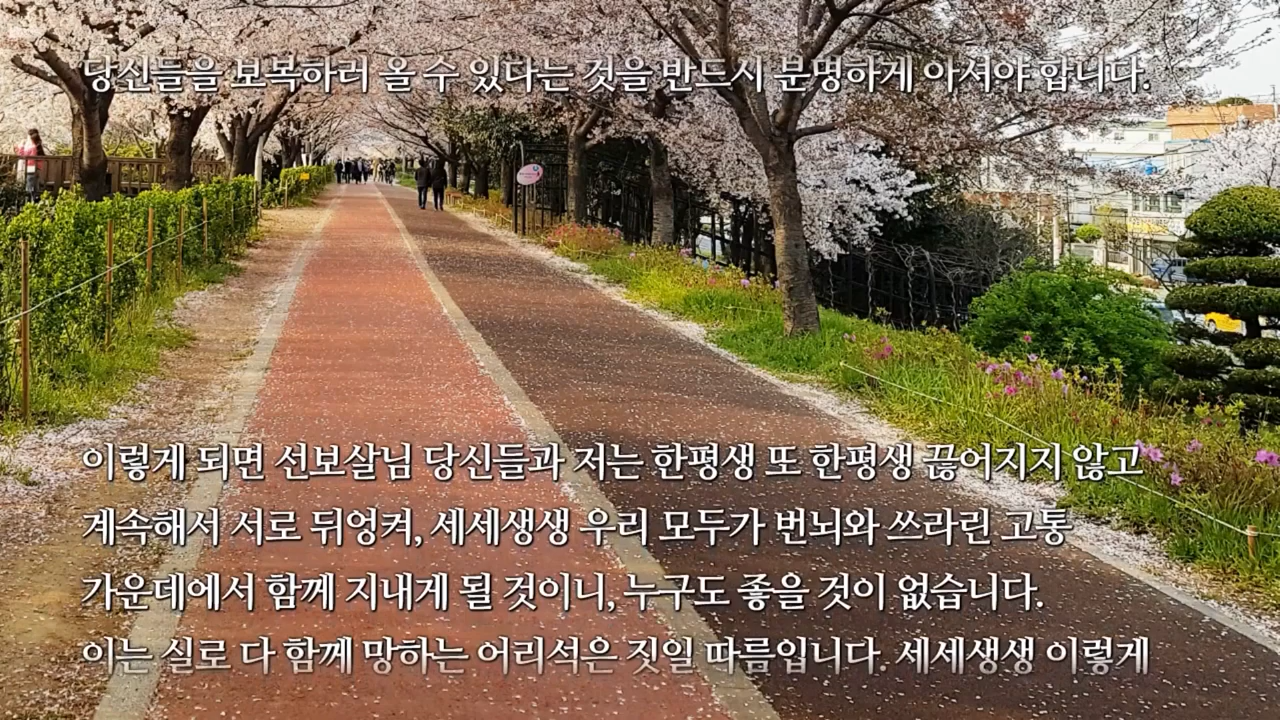 당신들을 보복하러 올 수 있다는 것을 반드시 분명하게 아셔야 합니다.
이렇게 되면 선보살님 당신들과 저는 한평생 또 한평생 끊어지지 않고
계속해서 서로 뒤엉켜, 세세생생 우리 모두가 번뇌와 쓰라린 고통
가운데에서 함께 지내게 될 것이니, 누구도 좋을 것이 없습니다.
이는 실로 다 함께 망하는 어리석은 짓일 따름입니다. 세세생생 이렇게